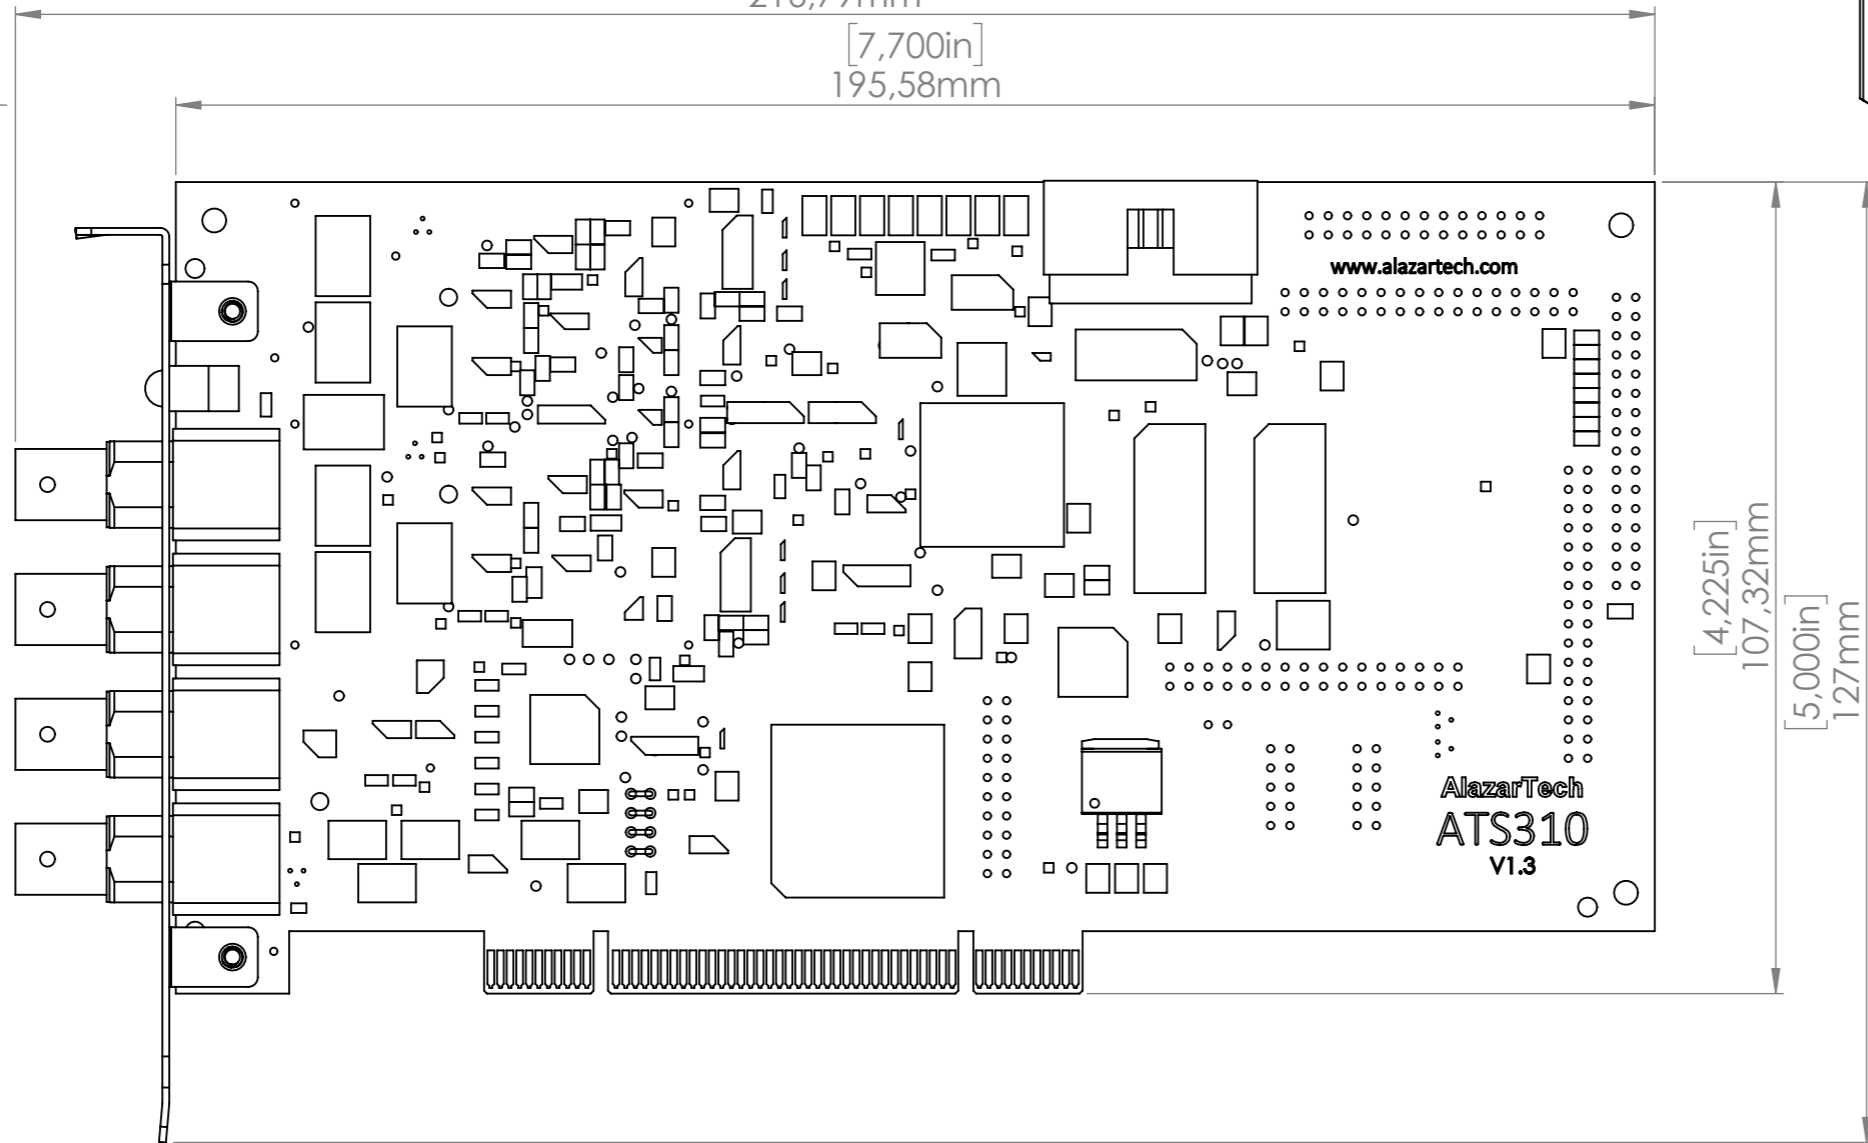 [7,700in]
195,58mm
www.alazartech.com
[4,225in]
107,32mm
[5,000in]
127mm
AlazarTech
ATS310
V1.3